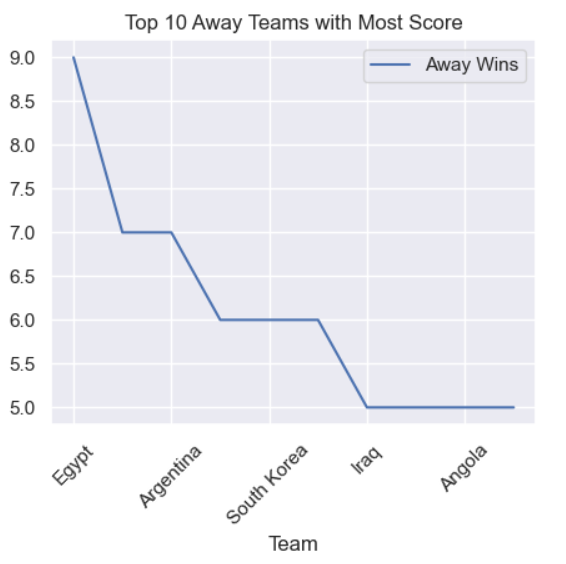 Top 10 Away Teams with Most Score
Away Wins
9.0
8.5
8.0
7.5
7.0
6.5
6.0
5.5
5.0
Egypt
Argentina
South Korea
Iraq
Angola
Team